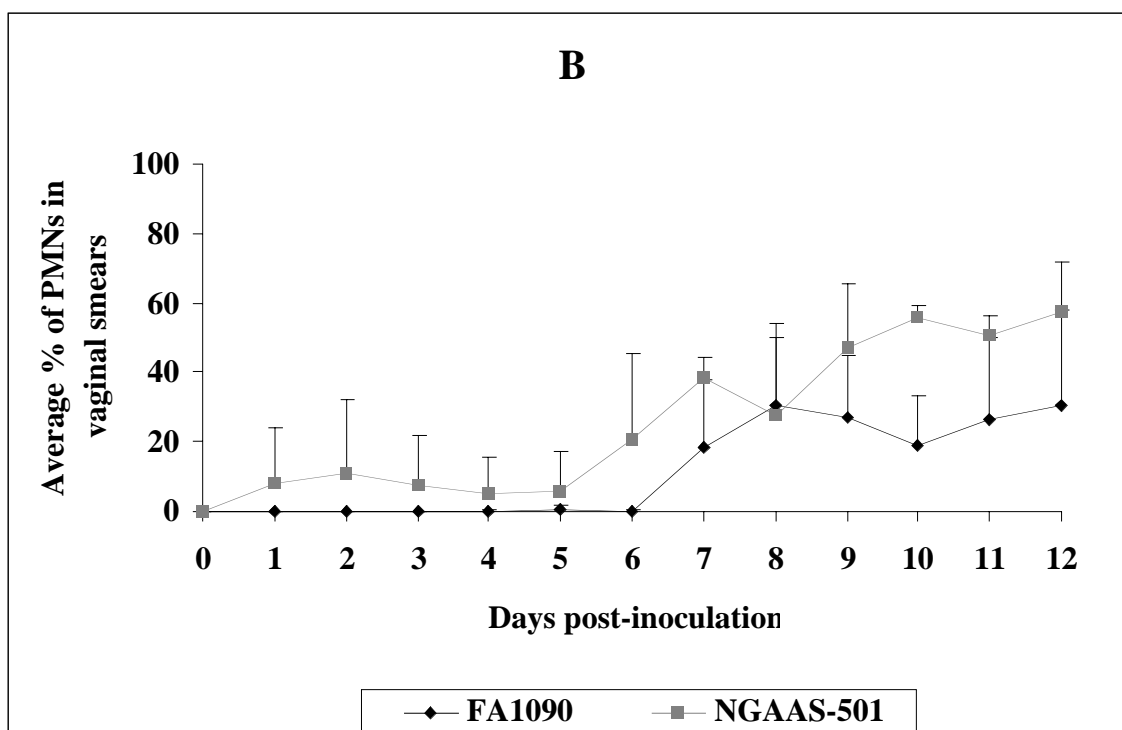 B
Average % of PMNs in
vaginal smears
100
80
60
40
20
0
0 1 2 3 4 5 6 7 8 9 10 11 12
Days post-inoculation
FA1090 NGAAS-501